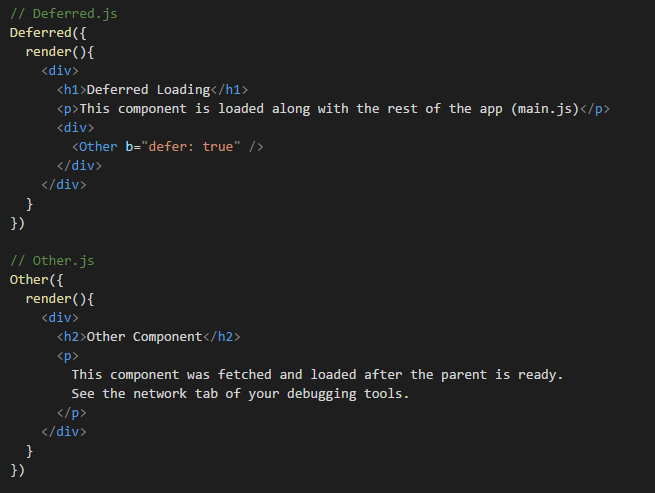 // Deferred.js
Deferred({
  render(){
    <div>
      <h1>Deferred Loading</h1>
      <p>This component is loaded along with the rest of the app (main.js)</p>
      <div>
        <Other b="defer: true" />
      </div>
    </div>
  }
})

// Other.js
Other({
  render(){
    <div>
      <h2>Other Component</h2>
      <p>
        This component was fetched and loaded after the parent is ready.
        See the network tab of your debugging tools.
      </p>
    </div>
  }
})